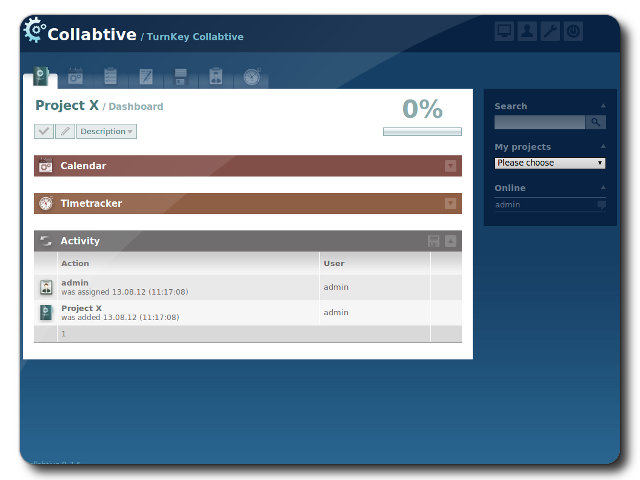 Collabtive / TurnKey Collabtive
Project X / Dashboard
0%
Description
Calendar
Timetracker
Activity
Action User
admin
was assigned 13.08.12 (11:17:08)
admin
Project X
was added 13.08.12 (11:17:08)
admin
1
Search
My projects
Please choose
Online
admin